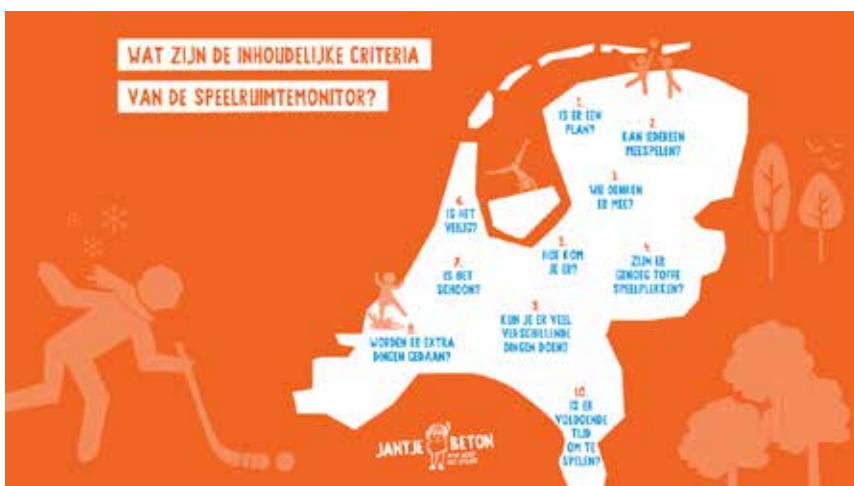 WAT ZIJN DE INHOUDELIJKE CRITERIA
VAN DE SPEELRUIMTEMONITOR?
1.
IS ER EEN
PLAN?
2.
KAN IEDEREEN
MEESPELEN?
3.
WIE DENKEN
ER MEE?
4.
ZIJN ER
GENOEG TOFFE
SPEELPLEKKEN?
5.
HOE KOM
JE ER?
6.
IS HET
VEILIG?
7.
IS HET
SCHOON?
8.
WORDEN ER EXTRA
DINGEN GEDAAN?
9.
KUN JE ER VEEL
VERSCHILLENDE
DINGEN DOEN?
10.
IS ER
VOLDOENDE
TIJD
OM TE
SPELEN?
JANTJE BETON